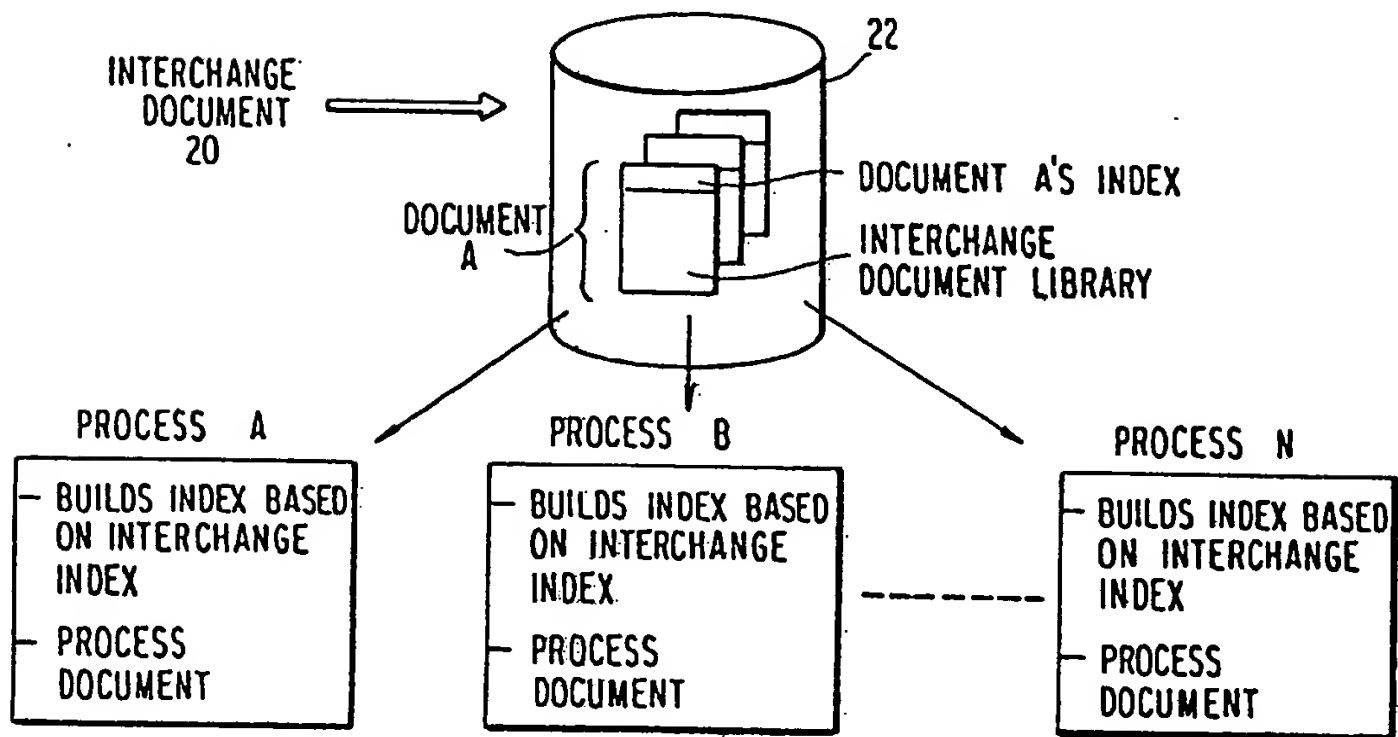 INTERCHANGE
DOCUMENT
20
22
DOCUMENT A'S INDEX
DOCUMENT
A
INTERCHANGE
DOCUMENT LIBRARY
PROCESS A
- BUILDS INDEX BASED
ON INTERCHANGE
INDEX
- PROCESS
DOCUMENT
PROCESS B
- BUILDS INDEX BASED
ON INTERCHANGE
INDEX
- PROCESS
DOCUMENT
PROCESS N
- BUILDS INDEX BASED
ON INTERCHANGE
INDEX
- PROCESS
DOCUMENT